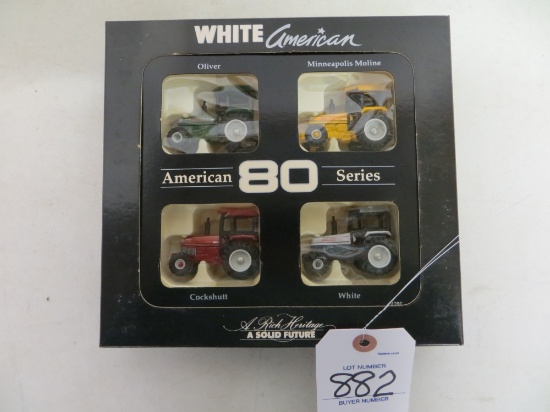 WHITE American
Oliver
Minneapolis Moline
American 80 Series
Cockshutt
White
A Rich Heritage
A SOLID FUTURE
LOT NUMBER
882
BUYER NUMBER